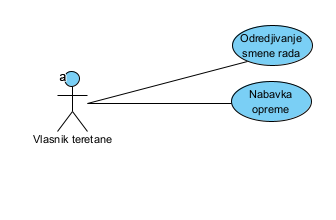 Odredjivanje
smene rada
a
Nabavka
opreme
Vlasnik teretane